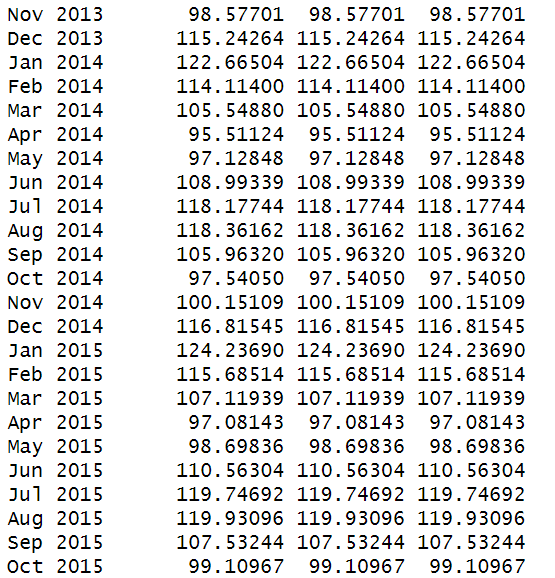 Nov 2013 98.57701 98.57701 98.57701
Dec 2013 115.24264 115.24264 115.24264
Jan 2014 122.66504 122.66504 122.66504
Feb 2014 114.11400 114.11400 114.11400
Mar 2014 105.54880 105.54880 105.54880
Apr 2014 95.51124 95.51124 95.51124
May 2014 97.12848 97.12848 97.12848
Jun 2014 108.99339 108.99339 108.99339
Jul 2014 118.17744 118.17744 118.17744
Aug 2014 118.36162 118.36162 118.36162
Sep 2014 105.96320 105.96320 105.96320
Oct 2014 97.54050 97.54050 97.54050
Nov 2014 100.15109 100.15109 100.15109
Dec 2014 116.81545 116.81545 116.81545
Jan 2015 124.23690 124.23690 124.23690
Feb 2015 115.68514 115.68514 115.68514
Mar 2015 107.11939 107.11939 107.11939
Apr 2015 97.08143 97.08143 97.08143
May 2015 98.69836 98.69836 98.69836
Jun 2015 110.56304 110.56304 110.56304
Jul 2015 119.74692 119.74692 119.74692
Aug 2015 119.93096 119.93096 119.93096
Sep 2015 107.53244 107.53244 107.53244
Oct 2015 99.10967 99.10967 99.10967